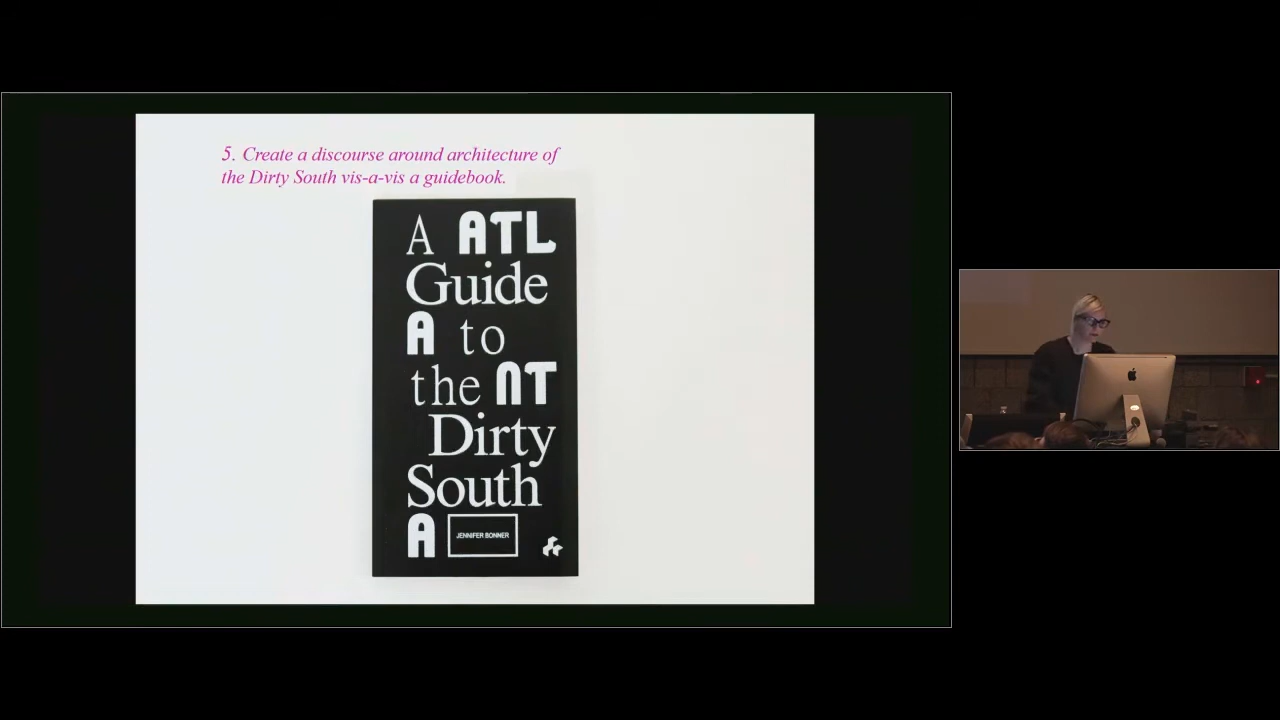 5. Create a discourse around architecture of
the Dirty South vis-a-vis a guidebook.
A ATL
Guide
A to
the NT
Dirty
South
A JENNIFER BONNER